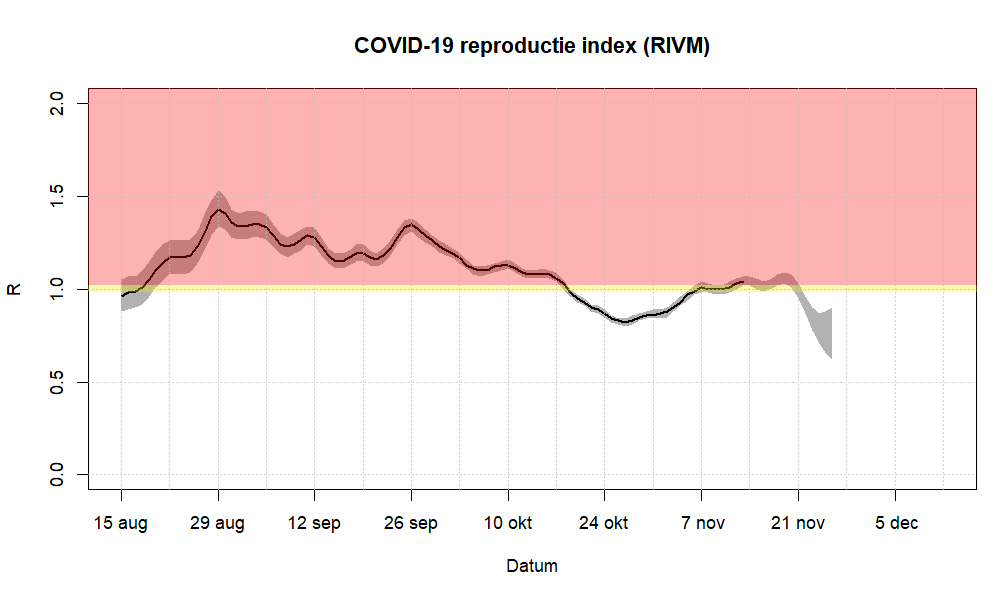 COVID-19 reproductie index (RIVM)
2.0
1.5
1.0
0.5
0.0
R
15 aug
29 aug
12 sep
26 sep
10 okt
24 okt
7 nov
21 nov
5 dec
Datum